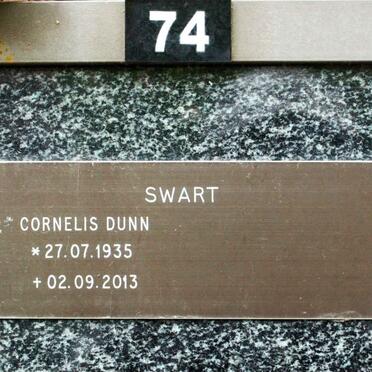 74
SWART
CORNELIS DUNN
* 27.07.1935
† 02.09.2013